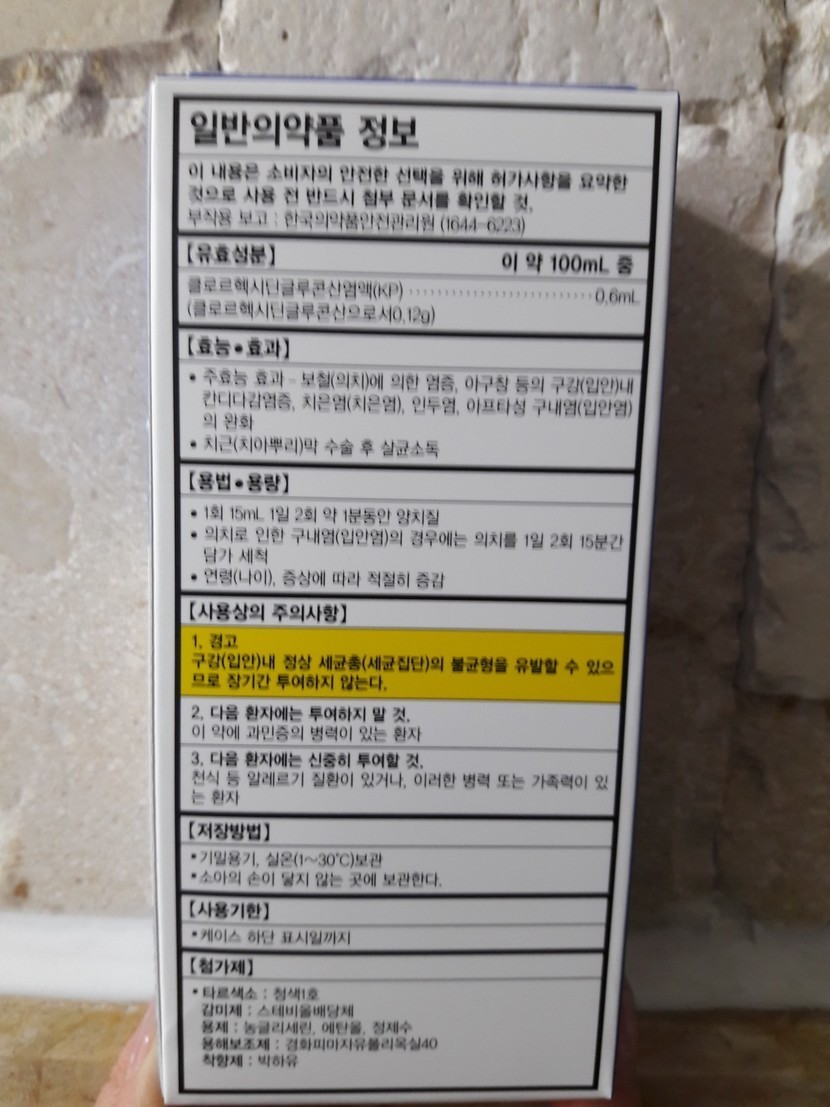 일반의약품 정보
이 내용은 소비자의 안전한 선택을 위해 허가사항을 요약한
것으로 사용 전 반드시 첨부 문서를 확인할 것.
부작용 보고 : 한국의약품안전관리원 (1644-6223)
【유효성분】 이 약 100mL 중
클로르헥시딘글루콘산염액(KP) ··························· 0.6mL
(클로르헥시딘글루콘산으로서0.12g)
【효능•효과】
• 주효능 효과 - 보철(의치)에 의한 염증, 아구창 등의 구강(입안)내
칸디다감염증, 치은염(치은염), 인두염, 아프타성 구내염(입안염)
의 완화
• 치근(치아뿌리)막 수술 후 살균소독
【용법•용량】
• 1회 15mL 1일 2회 약 1분동안 양치질
• 의치로 인한 구내염(입안염)의 경우에는 의치를 1일 2회 15분간
담가 세척
• 연령(나이), 증상에 따라 적절히 증감
【사용상의 주의사항】
1. 경고
구강(입안)내 정상 세균총(세균집단)의 불균형을 유발할 수 있으
므로 장기간 투여하지 않는다.
2. 다음 환자에는 투여하지 말 것.
이 약에 과민증의 병력이 있는 환자
3. 다음 환자에는 신중히 투여할 것.
천식 등 알레르기 질환이 있거나, 이러한 병력 또는 가족력이 있
는 환자
【저장방법】
•기밀용기, 실온(1~30℃)보관
•소아의 손이 닿지 않는 곳에 보관한다.
【사용기한】
•케이스 하단 표시일까지
【첨가제】
• 타르색소 : 청색1호
감미제 : 스테비올배당체
용제 : 농글리세린, 에탄올, 정제수
용해보조제 : 경화피마자유폴리옥실40
착향제 : 박하유